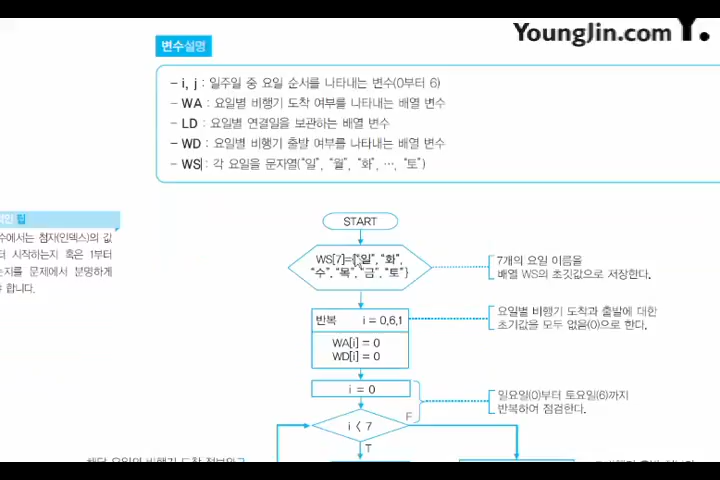 YoungJin.com Y.
변수설명
– i, j : 일주일 중 요일 순서를 나타내는 변수(0부터 6)
– WA : 요일별 비행기 도착 여부를 나타내는 배열 변수
– LD : 요일별 연결일을 보관하는 배열 변수
– WD : 요일별 비행기 출발 여부를 나타내는 배열 변수
– WS : 각 요일을 문자열("일", "월", "화", …, "토")
팁
수에서는 첨자(인덱스)의 값
터 시작하는지 혹은 1부터
는지를 문제에서 분명하게
합니다.
START
WS[7]={"일", "화",
"수", "목", "금", "토"}
7개의 요일 이름을
배열 WS의 초깃값으로 저장한다.
반복 i = 0,6,1
WA[i] = 0
WD[i] = 0
요일별 비행기 도착과 출발에 대한
초기값을 모두 없음(0)으로 한다.
i = 0
일요일(0)부터 토요일(6)까지
반복하여 점검한다.
i < 7
F
T